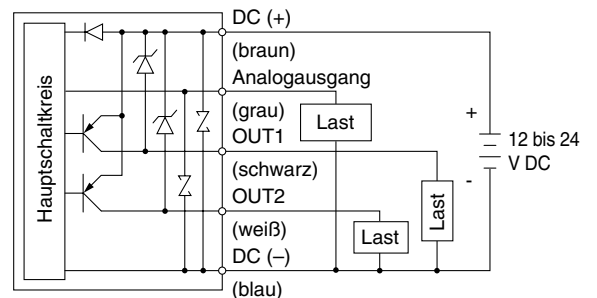 DC (+)
(braun)
Analogausgang
(grau)
OUT1
(schwarz)
OUT2
(weiß)
DC (–)
(blau)
Hauptschaltkreis
Last
Last
Last
+
12 bis 24
V DC
-